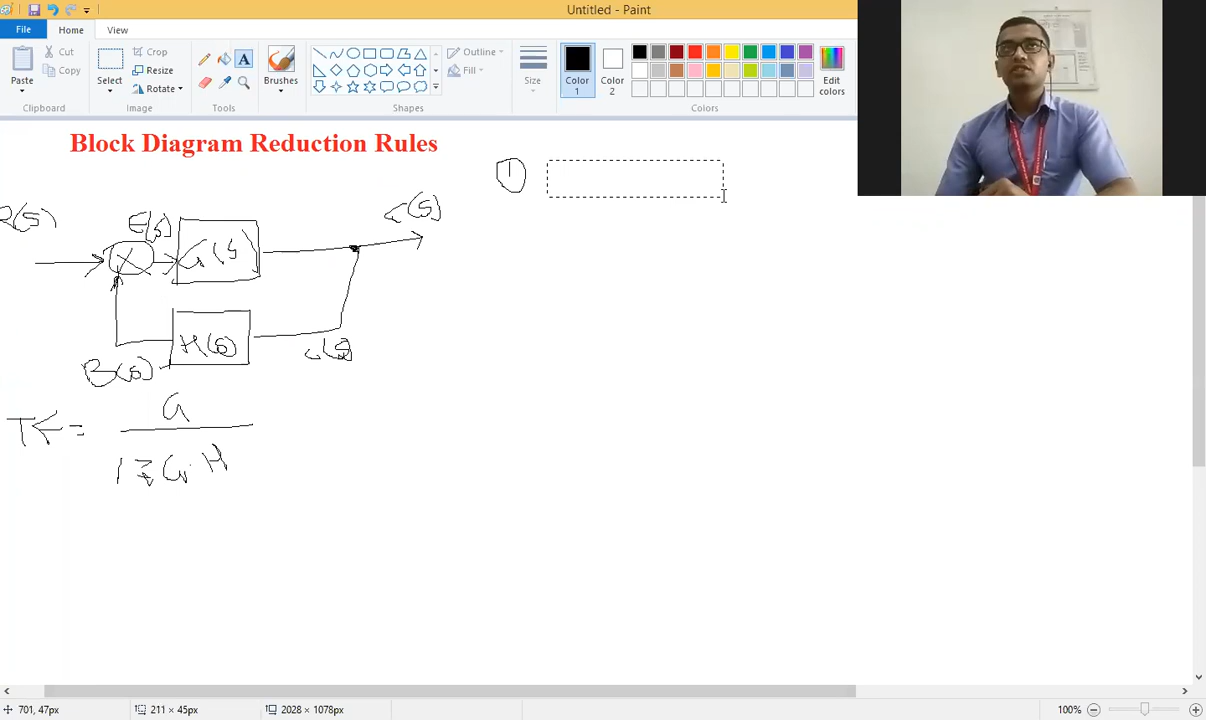 Untitled - Paint
File
Home
View
Paste
Cut
Copy
Clipboard
Select
Crop
Resize
Rotate
Image
A
Tools
Brushes
Outline
Fill
Shapes
Size
Color
1
Color
2
Edit
colors
Colors
Block Diagram Reduction Rules
1
R(S)
E(S)
G(S)
C(S)
H(S)
B(S)
C(S)
TF =
G
1 ± G H
701, 47px
211 × 45px
2028 × 1078px
100%